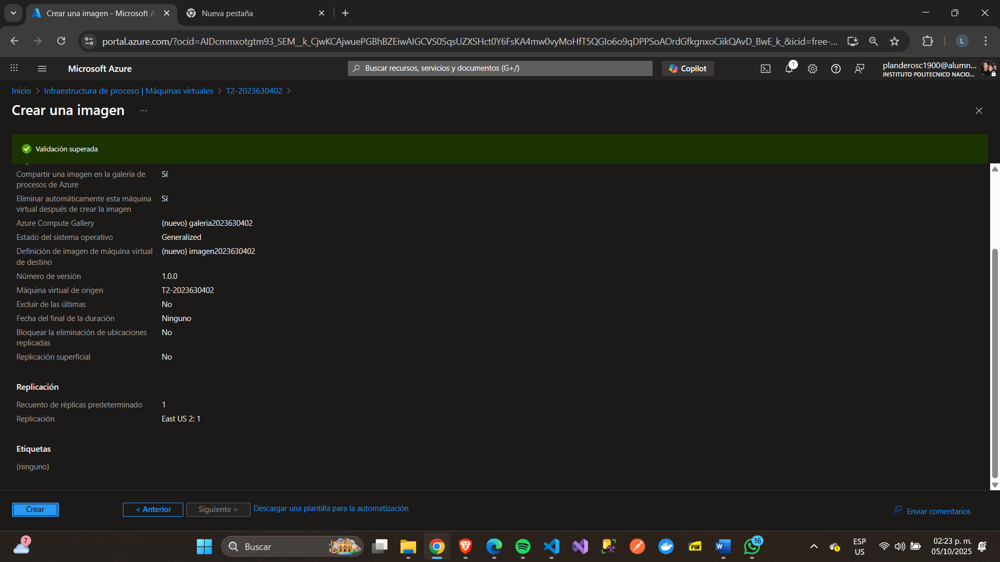 Crear una imagen - Microsoft A
Nueva pestaña
portal.azure.com/?ocid=AIDcmmxotgtm93_SEM__k_CjwKCAjwuePGBhBZEiwAIGCVS0SqsUZXSHct0Y6FsKA4mw0vyMoHfT5QGIo6o9qDPPSoAOrdGfkgnxoCiikQAvD_BwE_k_&icid=free-...
L
Microsoft Azure
Buscar recursos, servicios y documentos (G+/)
Copilot
1
planderosc1900@alumn...
INSTITUTO POLITECNICO NACIO...
Inicio > Infraestructura de proceso | Máquinas virtuales > T2-2023630402 >
Crear una imagen ...
Validación superada
Compartir una imagen en la galería de procesos de Azure
Sí
Eliminar automáticamente esta máquina virtual después de crear la imagen
Sí
Azure Compute Gallery
(nuevo) galeria2023630402
Estado del sistema operativo
Generalized
Definición de imagen de máquina virtual de destino
(nuevo) imagen2023630402
Número de versión
1.0.0
Máquina virtual de origen
T2-2023630402
Excluir de las últimas
No
Fecha del final de la duración
Ninguno
Bloquear la eliminación de ubicaciones replicadas
No
Replicación superficial
No
Replicación
Recuento de réplicas predeterminado
1
Replicación
East US 2: 1
Etiquetas
(ninguno)
Crear
< Anterior
Siguiente >
Descargar una plantilla para la automatización
Enviar comentarios
7
Buscar
PDF
W
16
ESP
US
02:23 p. m.
05/10/2025